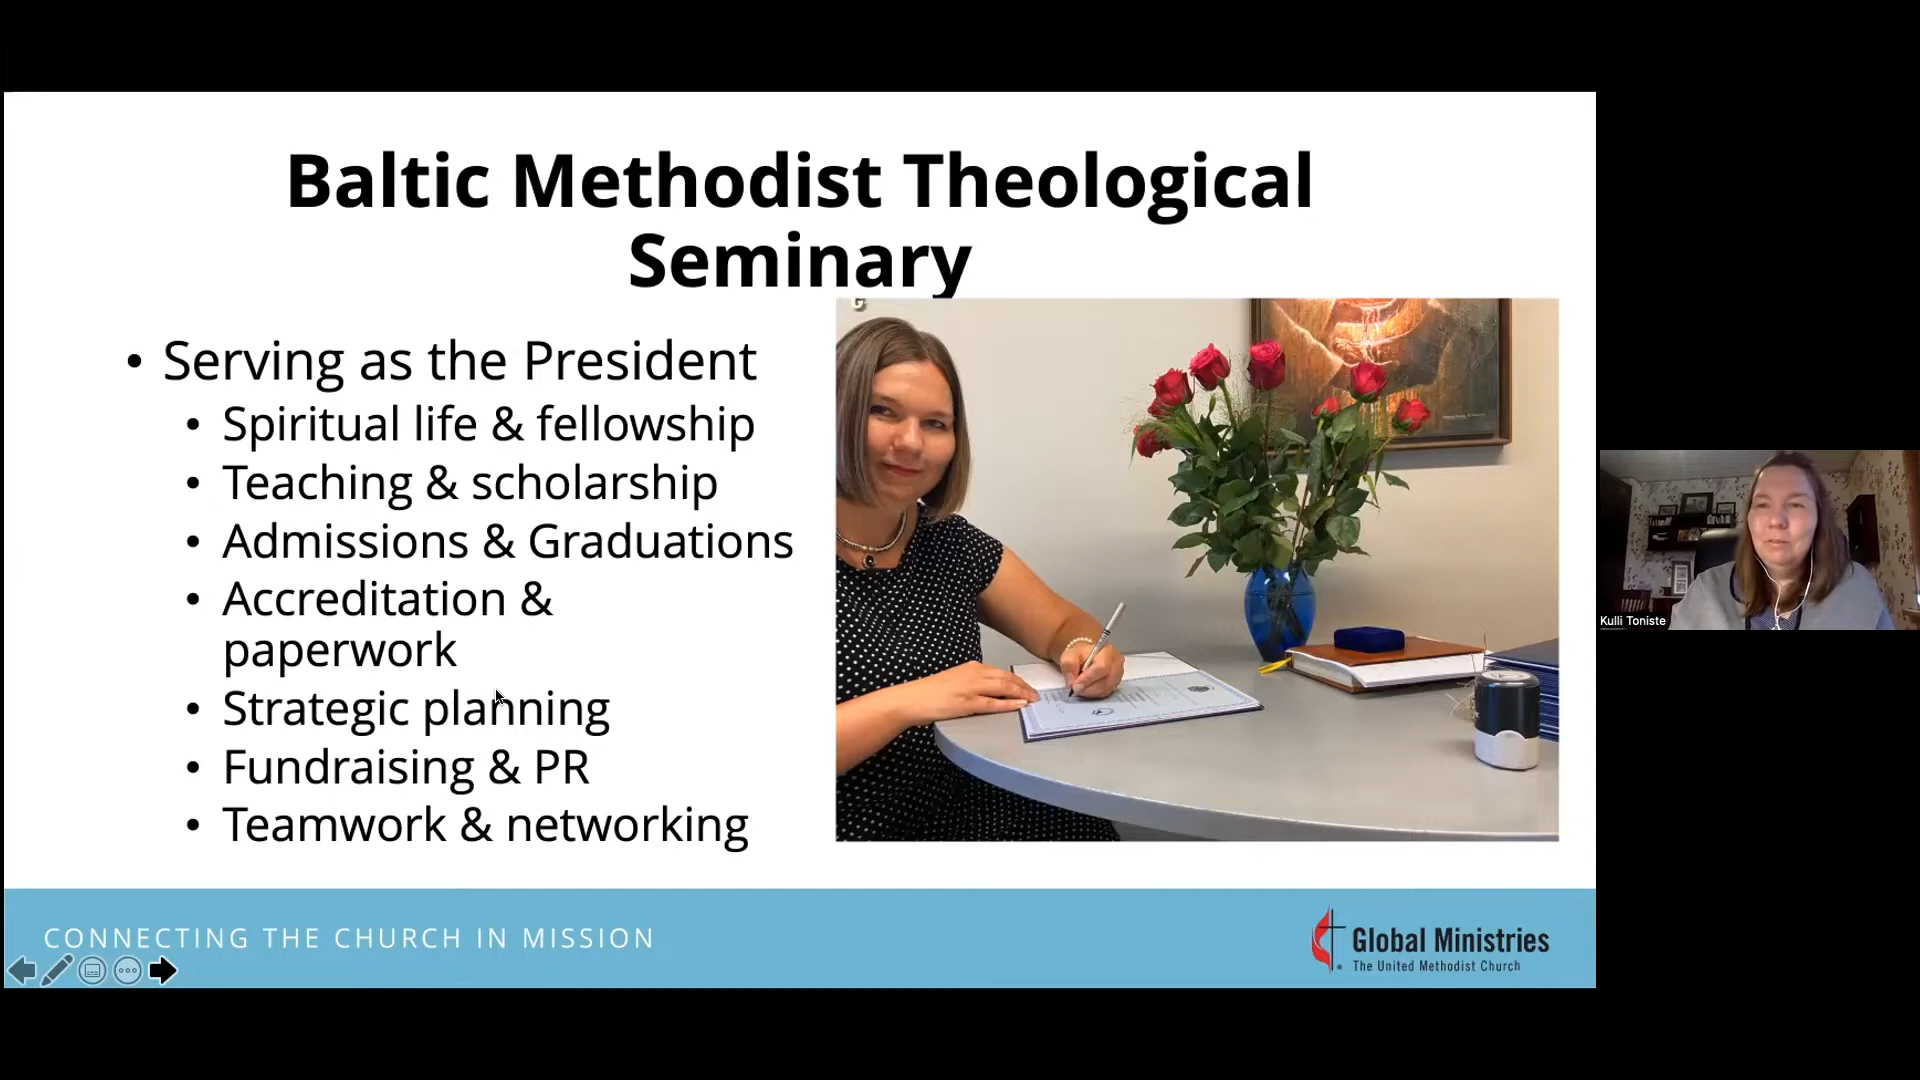 Baltic Methodist Theological
Seminary
• Serving as the President
• Spiritual life & fellowship
• Teaching & scholarship
• Admissions & Graduations
• Accreditation &
paperwork
• Strategic planning
• Fundraising & PR
• Teamwork & networking
G
Kulli Toniste
CONNECTING THE CHURCH IN MISSION
Global Ministries
The United Methodist Church